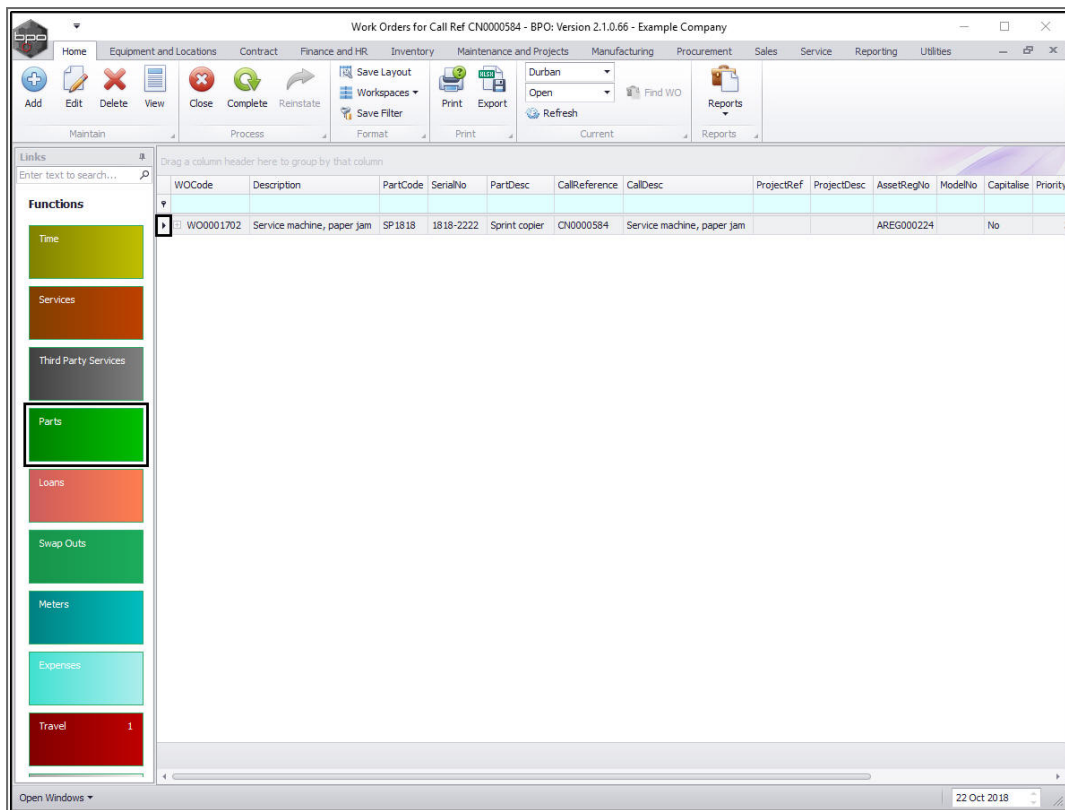 Work Orders for Call Ref CN0000584 - BPO: Version 2.1.0.66 - Example Company
bpo
Home Equipment and Locations Contract Finance and HR Inventory Maintenance and Projects Manufacturing Procurement Sales Service Reporting Utilities
Add Edit Delete View Close Complete Reinstate Save Layout Workspaces Save Filter Print Export Durban Open Refresh Find WO Reports
Maintain Process Format Print Current Reports
Links
Enter text to search...
Drag a column header here to group by that column
WOCode Description PartCode SerialNo PartDesc CallReference CallDesc ProjectRef ProjectDesc AssetRegNo ModelNo Capitalise Priority
WO0001702 Service machine, paper jam SP1818 1818-2222 Sprint copier CN0000584 Service machine, paper jam AREG000224 No
Functions
Time
Services
Third Party Services
Parts
Loans
Swap Outs
Meters
Expenses
Travel 1
Open Windows 22 Oct 2018